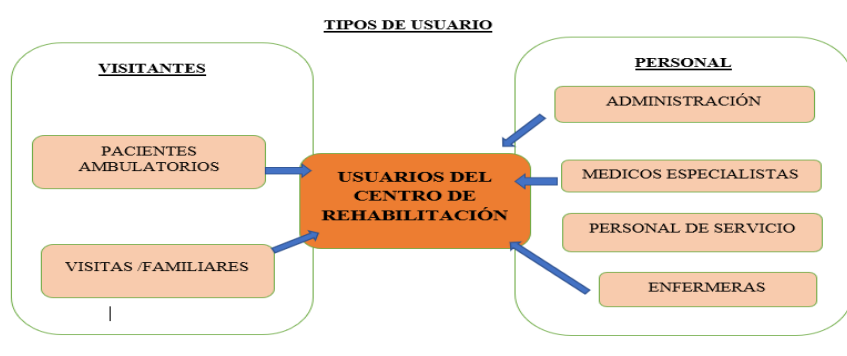 TIPOS DE USUARIO
VISITANTES
PACIENTES
AMBULATORIOS
VISITAS /FAMILIARES
USUARIOS DEL
CENTRO DE
REHABILITACIÓN
PERSONAL
ADMINISTRACIÓN
MEDICOS ESPECIALISTAS
PERSONAL DE SERVICIO
ENFERMERAS